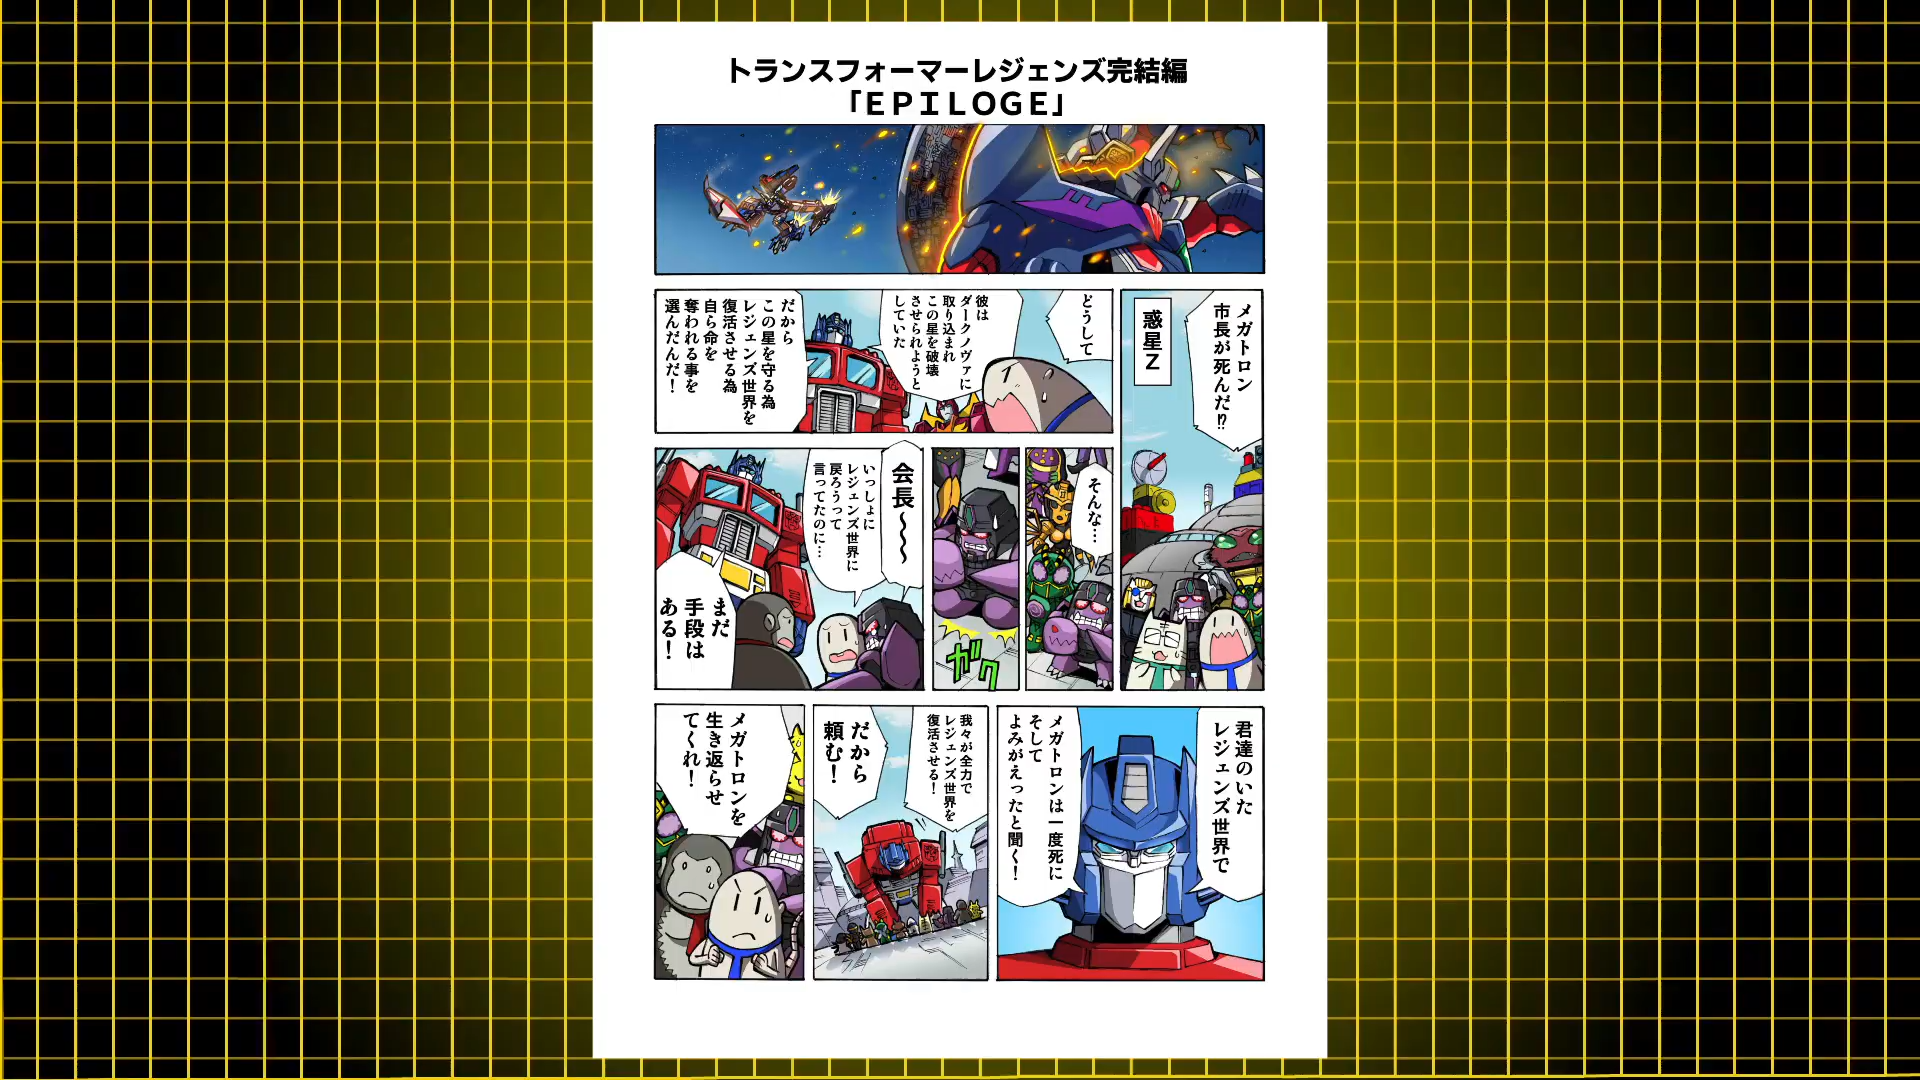 トランスフォーマーレジェンズ完結編
「ＥＰＩＬＯＧＥ」
メガトロン
市長が死んだ⁉
惑星Ｚ
どうして
彼は
ダークノヴァに
取り込まれ
この星を破壊
させられようと
していた
だから
この星を守る為
レジェンズ世界を
復活させる為
自ら命を
奪われる事を
選んだんだ！
そんな…
ガク
会長～～～
いっしょに
レジェンズ世界に
戻ろうって
言ってたのに…
まだ
手段は
ある！
君達のいた
レジェンズ世界で
メガトロンは一度死に
そして
よみがえったと聞く！
我々が全力で
レジェンズ世界を
復活させる！
だから
頼む！
メガトロンを
生き返らせ
てくれ！